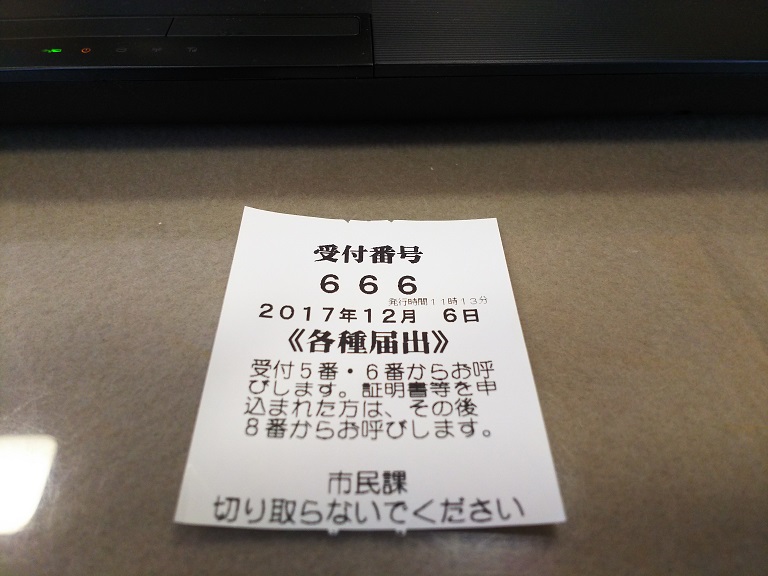 受付番号
６６６
発行時間１１時１３分
２０１７年１２月　６日
《各種届出》
受付５番・６番からお呼
びします。証明書等を申
込まれた方は、その後
８番からお呼びします。
市民課
切り取らないでください